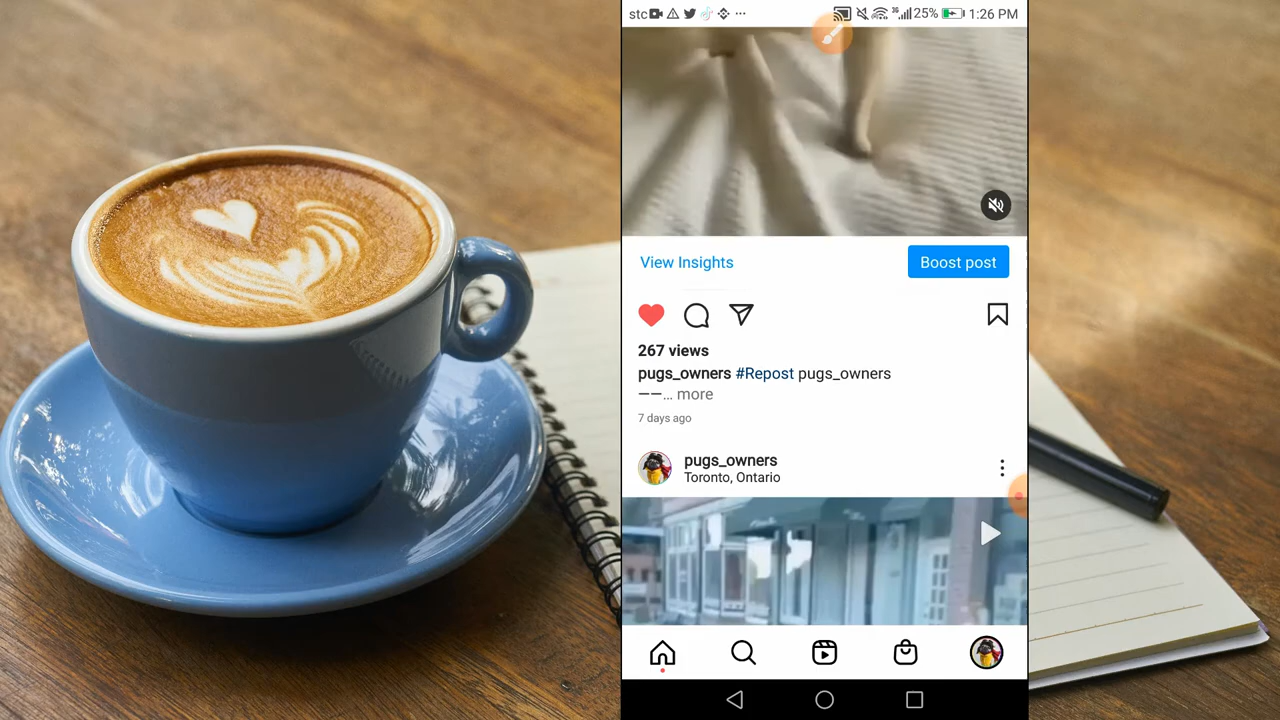 stc 25% 1:26 PM
View Insights Boost post
267 views
pugs_owners #Repost pugs_owners
——... more
7 days ago
pugs_owners
Toronto, Ontario